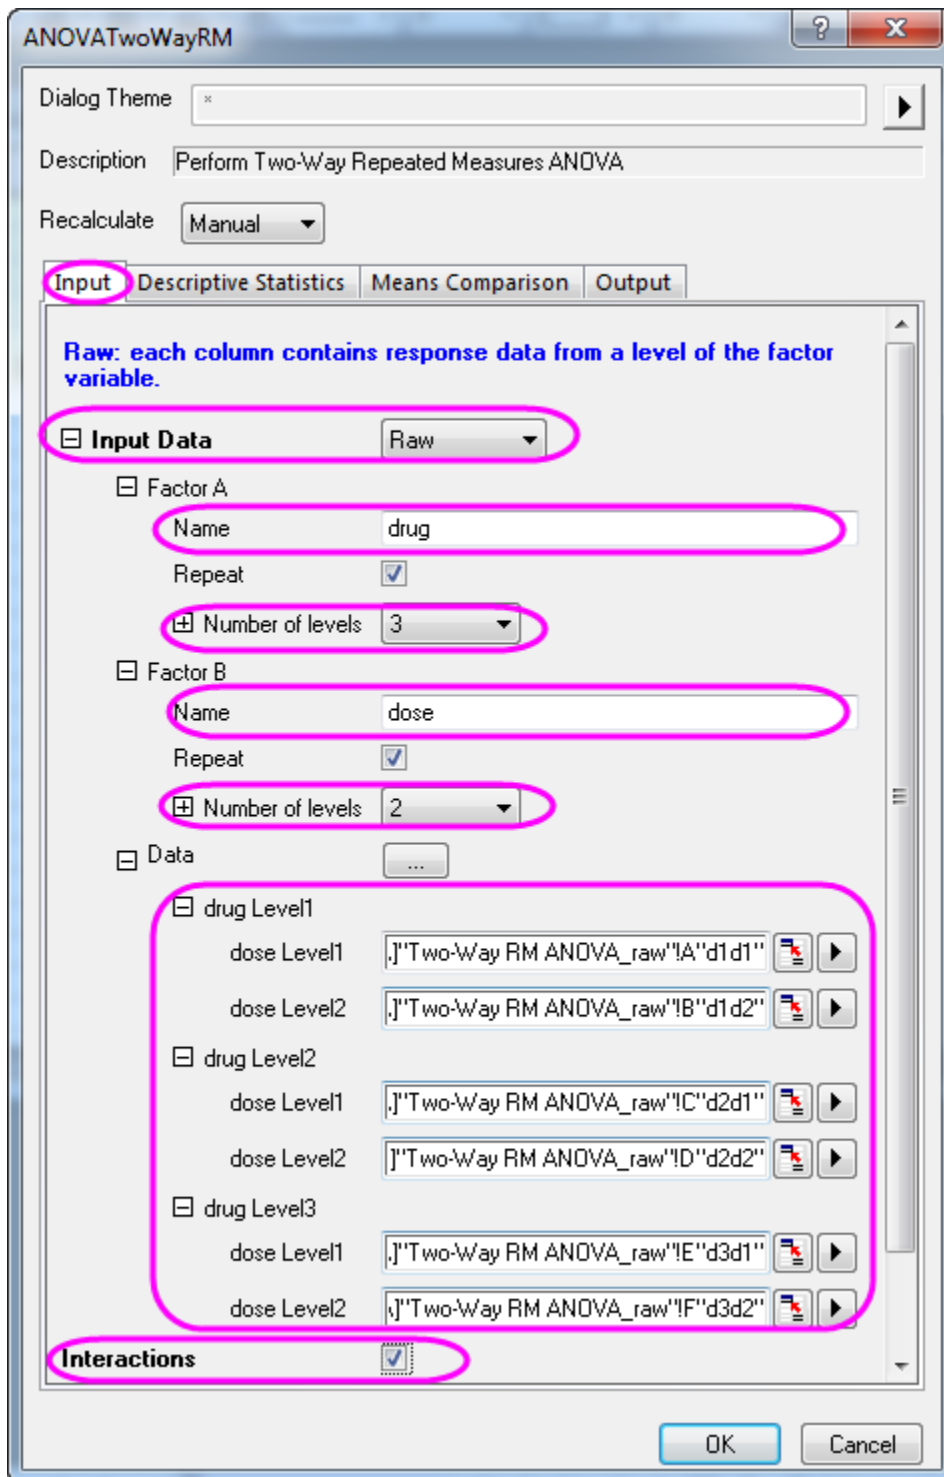 ANOVATwoWayRM
Dialog Theme *
Description Perform Two-Way Repeated Measures ANOVA
Recalculate Manual
Input Descriptive Statistics Means Comparison Output
Raw: each column contains response data from a level of the factor
variable.
Input Data Raw
Factor A
Name drug
Repeat
Number of levels 3
Factor B
Name dose
Repeat
Number of levels 2
Data ...
drug Level1
dose Level1 .]"Two-Way RM ANOVA_raw"!A"d1d1"
dose Level2 .]"Two-Way RM ANOVA_raw"!B"d1d2"
drug Level2
dose Level1 .]"Two-Way RM ANOVA_raw"!C"d2d1"
dose Level2 ]"Two-Way RM ANOVA_raw"!D"d2d2"
drug Level3
dose Level1 .]"Two-Way RM ANOVA_raw"!E"d3d1"
dose Level2 ]"Two-Way RM ANOVA_raw"!F"d3d2"
Interactions
OK Cancel